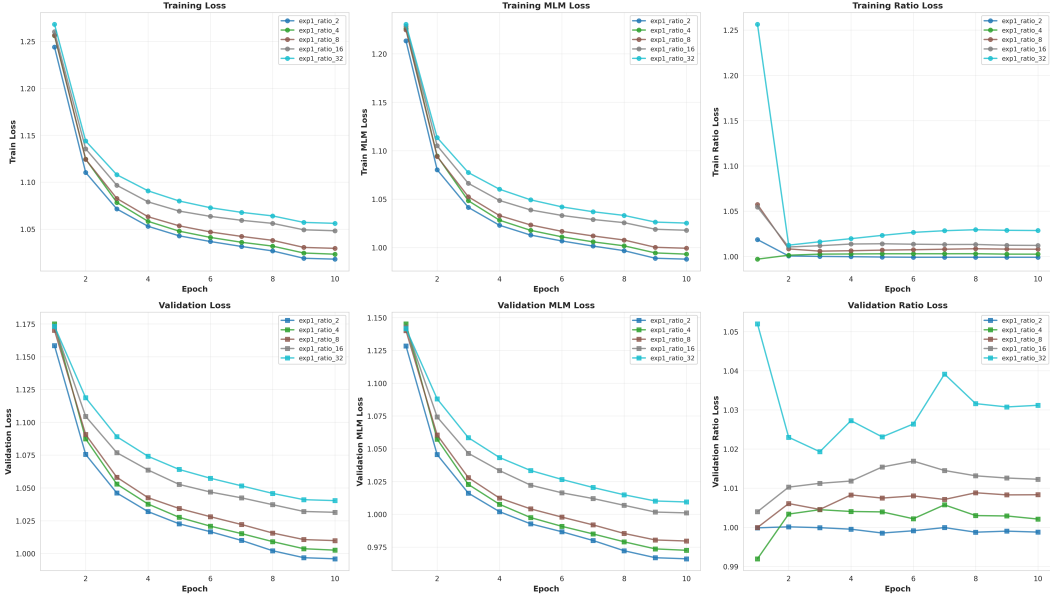 Training Loss
Train Loss
1.25
1.20
1.15
1.10
1.05
2
4
6
8
10
Epoch
exp1_ratio_2
exp1_ratio_4
exp1_ratio_8
exp1_ratio_16
exp1_ratio_32
Training MLM Loss
Train MLM Loss
1.20
1.15
1.10
1.05
1.00
2
4
6
8
10
Epoch
exp1_ratio_2
exp1_ratio_4
exp1_ratio_8
exp1_ratio_16
exp1_ratio_32
Training Ratio Loss
Train Ratio Loss
1.25
1.20
1.15
1.10
1.05
1.00
2
4
6
8
10
Epoch
exp1_ratio_2
exp1_ratio_4
exp1_ratio_8
exp1_ratio_16
exp1_ratio_32
Validation Loss
Validation Loss
1.175
1.150
1.125
1.100
1.075
1.050
1.025
1.000
2
4
6
8
10
Epoch
exp1_ratio_2
exp1_ratio_4
exp1_ratio_8
exp1_ratio_16
exp1_ratio_32
Validation MLM Loss
Validation MLM Loss
1.150
1.125
1.100
1.075
1.050
1.025
1.000
0.975
2
4
6
8
10
Epoch
exp1_ratio_2
exp1_ratio_4
exp1_ratio_8
exp1_ratio_16
exp1_ratio_32
Validation Ratio Loss
Validation Ratio Loss
1.05
1.04
1.03
1.02
1.01
1.00
0.99
2
4
6
8
10
Epoch
exp1_ratio_2
exp1_ratio_4
exp1_ratio_8
exp1_ratio_16
exp1_ratio_32